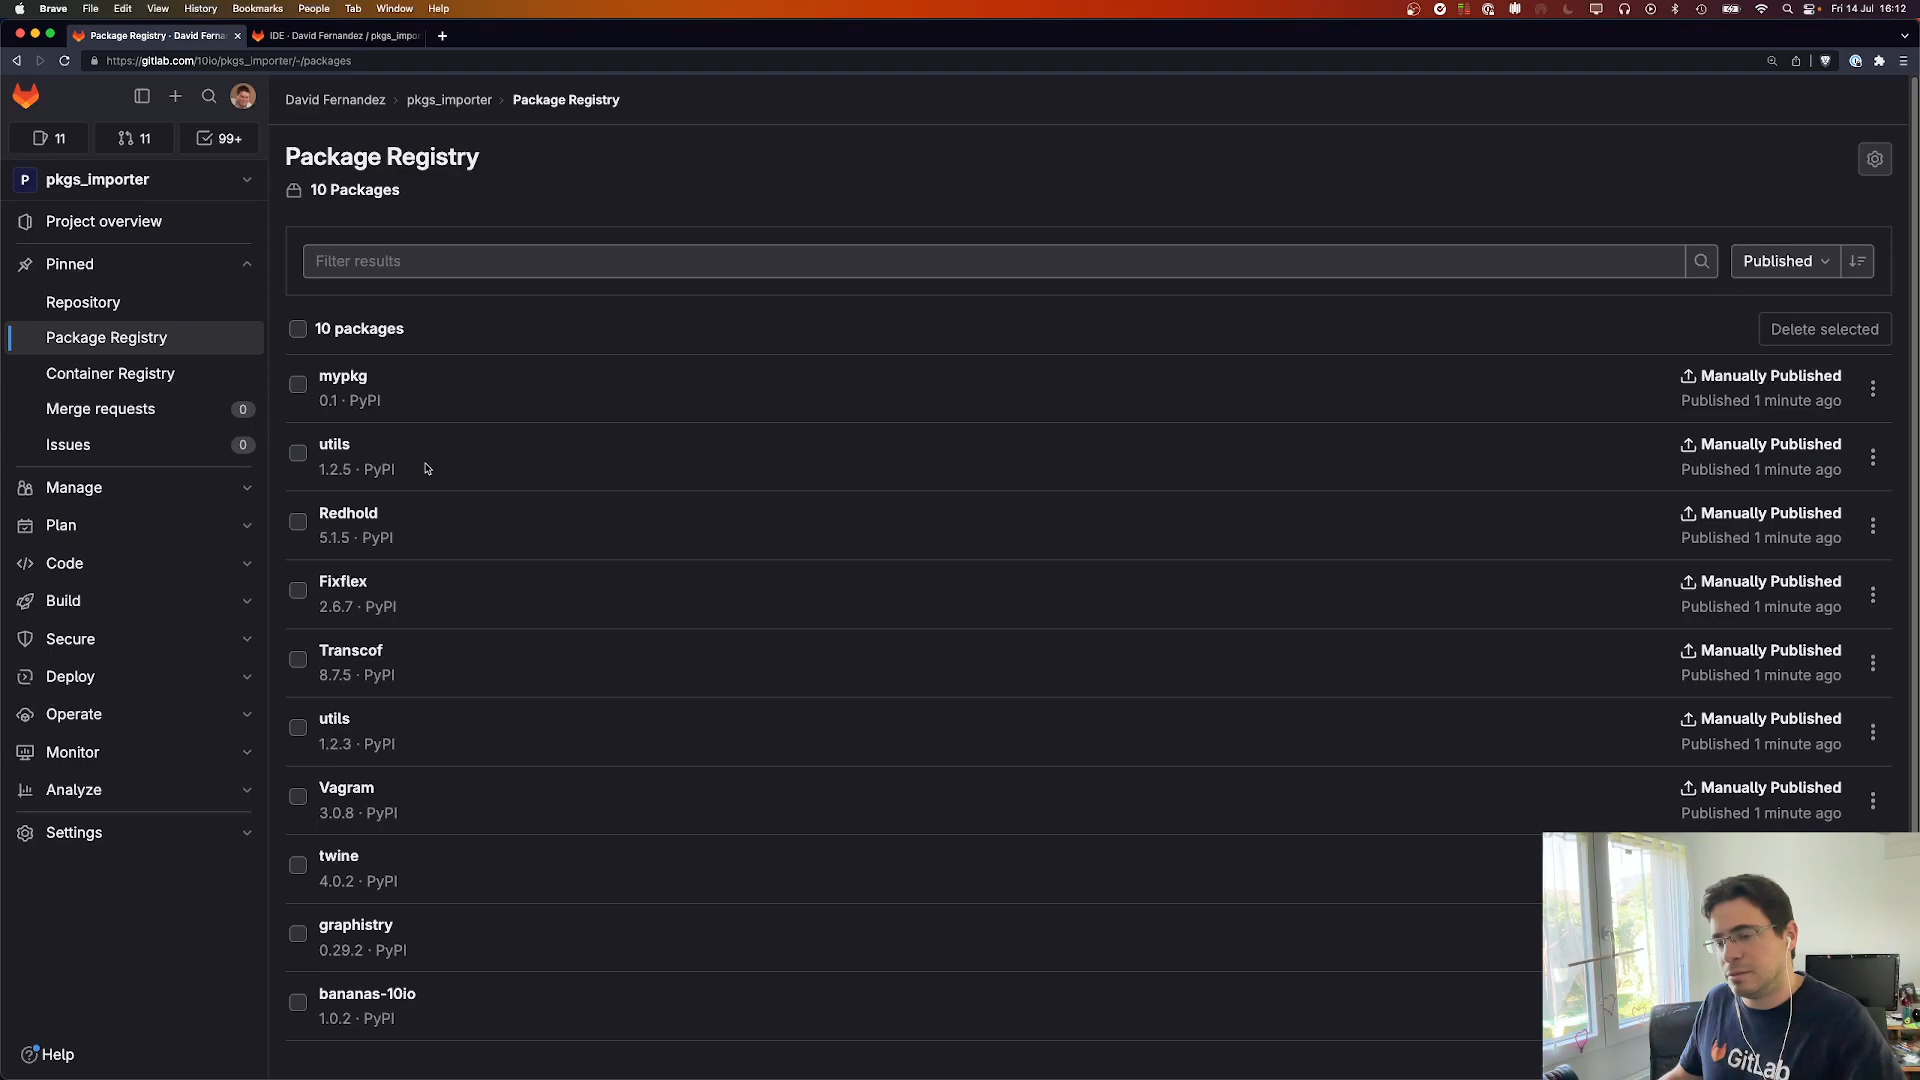 Brave File Edit View History Bookmarks People Tab Window Help Fri 14 Jul 16:12
Package Registry · David Ferna IDE · David Fernandez / pkgs_impor
https://gitlab.com/10io/pkgs_importer/-/packages
David Fernandez pkgs_importer Package Registry
11 11 99+
Package Registry
10 Packages
P pkgs_importer
Project overview
Pinned
Repository
Package Registry
Container Registry
Merge requests 0
Issues 0
Manage
Plan
Code
Build
Secure
Deploy
Operate
Monitor
Analyze
Settings
Help
Filter results Published
10 packages Delete selected
mypkg Manually Published
0.1 · PyPI Published 1 minute ago
utils Manually Published
1.2.5 · PyPI Published 1 minute ago
Redhold Manually Published
5.1.5 · PyPI Published 1 minute ago
Fixflex Manually Published
2.6.7 · PyPI Published 1 minute ago
Transcof Manually Published
8.7.5 · PyPI Published 1 minute ago
utils Manually Published
1.2.3 · PyPI Published 1 minute ago
Vagram Manually Published
3.0.8 · PyPI Published 1 minute ago
twine
4.0.2 · PyPI
graphistry
0.29.2 · PyPI
bananas-10io
1.0.2 · PyPI
GitLab